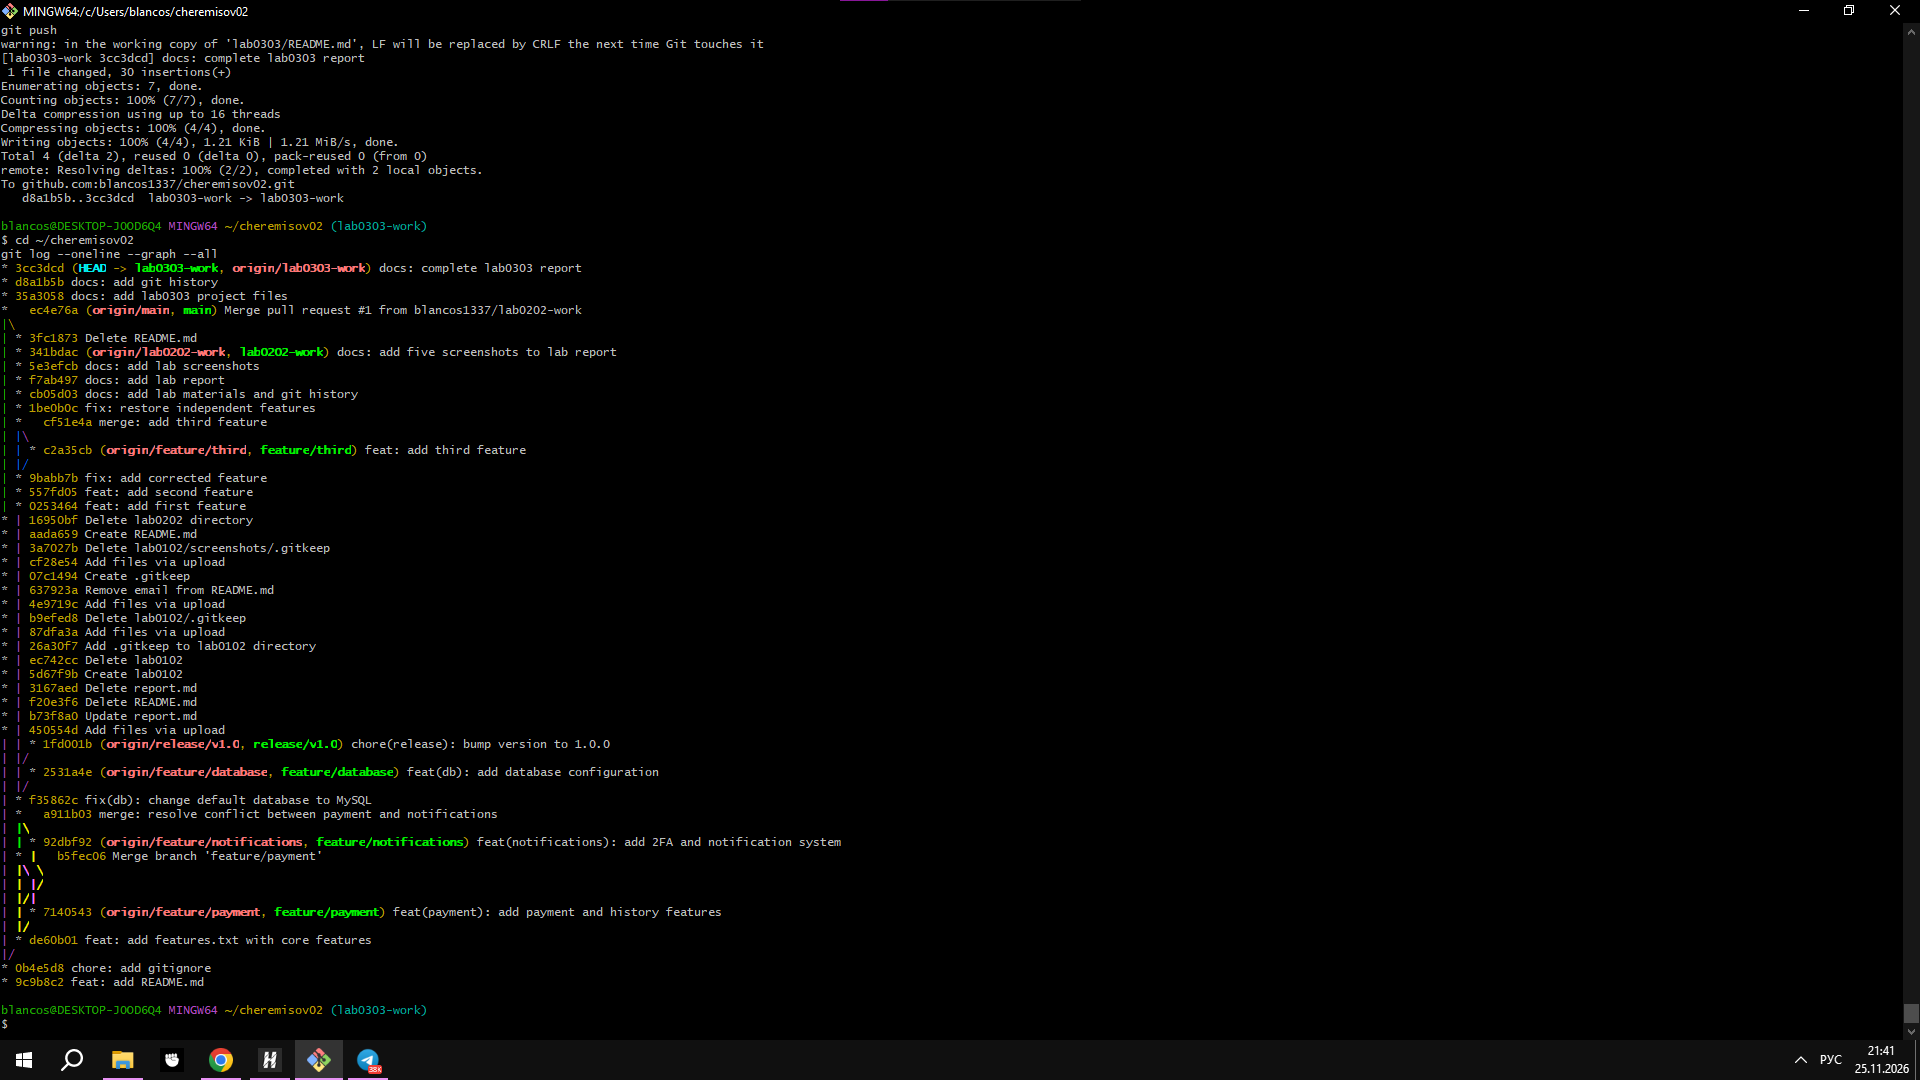 MINGW64:/c/Users/blancos/cheremisov02
git push
warning: in the working copy of 'lab0303/README.md', LF will be replaced by CRLF the next time Git touches it
[lab0303-work 3cc3dcd] docs: complete lab0303 report
 1 file changed, 30 insertions(+)
Enumerating objects: 7, done.
Counting objects: 100% (7/7), done.
Delta compression using up to 16 threads
Compressing objects: 100% (4/4), done.
Writing objects: 100% (4/4), 1.21 KiB | 1.21 MiB/s, done.
Total 4 (delta 2), reused 0 (delta 0), pack-reused 0 (from 0)
remote: Resolving deltas: 100% (2/2), completed with 2 local objects.
To github.com:blancos1337/cheremisov02.git
   d8a1b5b..3cc3dcd  lab0303-work -> lab0303-work
blancos@DESKTOP-J0OD6Q4 MINGW64 ~/cheremisov02 (lab0303-work)
$ cd ~/cheremisov02
git log --oneline --graph --all
* 3cc3dcd (HEAD -> lab0303-work, origin/lab0303-work) docs: complete lab0303 report
* d8a1b5b docs: add git history
* 35a3058 docs: add lab0303 project files
*   ec4e76a (origin/main, main) Merge pull request #1 from blancos1337/lab0202-work
|\
| * 3fc1873 Delete README.md
| * 341bdac (origin/lab0202-work, lab0202-work) docs: add five screenshots to lab report
| * 5e3efcb docs: add lab screenshots
| * f7ab497 docs: add lab report
| * cb05d03 docs: add lab materials and git history
| * 1be0b0c fix: restore independent features
| *   cf51e4a merge: add third feature
| |\
| | * c2a35cb (origin/feature/third, feature/third) feat: add third feature
| |/
| * 9babb7b fix: add corrected feature
| * 557fd05 feat: add second feature
| * 0253464 feat: add first feature
* | 16950bf Delete lab0202 directory
* | aada659 Create README.md
* | 3a7027b Delete lab0102/screenshots/.gitkeep
* | cf28e54 Add files via upload
* | 07c1494 Create .gitkeep
* | 637923a Remove email from README.md
* | 4e9719c Add files via upload
* | b9efed8 Delete lab0102/.gitkeep
* | 87dfa3a Add files via upload
* | 26a30f7 Add .gitkeep to lab0102 directory
* | ec742cc Delete lab0102
* | 5d67f9b Create lab0102
* | 3167aed Delete report.md
* | f20e3f6 Delete README.md
* | b73f8a0 Update report.md
* | 450554d Add files via upload
| | * 1fd001b (origin/release/v1.0, release/v1.0) chore(release): bump version to 1.0.0
| |/
| | * 2531a4e (origin/feature/database, feature/database) feat(db): add database configuration
| |/
| * f35862c fix(db): change default database to MySQL
| *   a911b03 merge: resolve conflict between payment and notifications
| |\
| | * 92dbf92 (origin/feature/notifications, feature/notifications) feat(notifications): add 2FA and notification system
| * |   b5fec06 Merge branch 'feature/payment'
| |\ \
| | |/
| |/|
| | * 7140543 (origin/feature/payment, feature/payment) feat(payment): add payment and history features
| |/
| * de60b01 feat: add features.txt with core features
|/
* 0b4e5d8 chore: add gitignore
* 9c9b8c2 feat: add README.md
blancos@DESKTOP-J0OD6Q4 MINGW64 ~/cheremisov02 (lab0303-work)
$
38K
РУС
21:41
25.11.2026